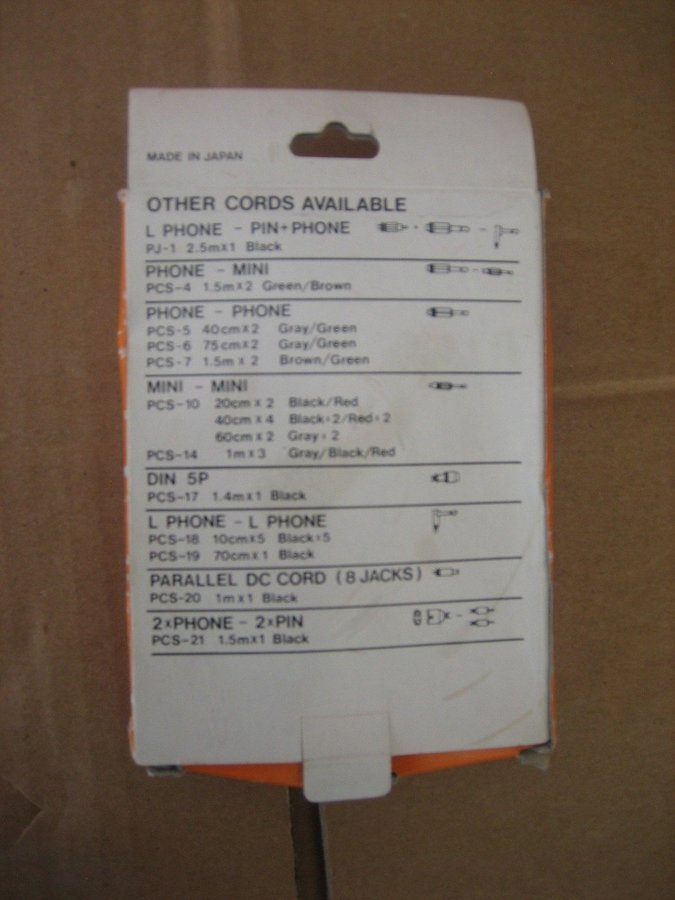 MADE IN JAPAN
OTHER CORDS AVAILABLE
L PHONE - PIN+PHONE
PJ-1 2.5m×1 Black
PHONE - MINI
PCS-4 1.5m×2 Green/Brown
PHONE - PHONE
PCS-5 40cm×2 Gray/Green
PCS-6 75cm×2 Gray/Green
PCS-7 1.5m×2 Brown/Green
MINI - MINI
PCS-10 20cm×2 Black/Red
40cm×4 Black×2/Red×2
60cm×2 Gray×2
PCS-14 1m×3 Gray/Black/Red
DIN 5P
PCS-17 1.4m×1 Black
L PHONE - L PHONE
PCS-18 10cm×5 Black×5
PCS-19 70cm×1 Black
PARALLEL DC CORD (8 JACKS)
PCS-20 1m×1 Black
2×PHONE - 2×PIN
PCS-21 1.5m×1 Black